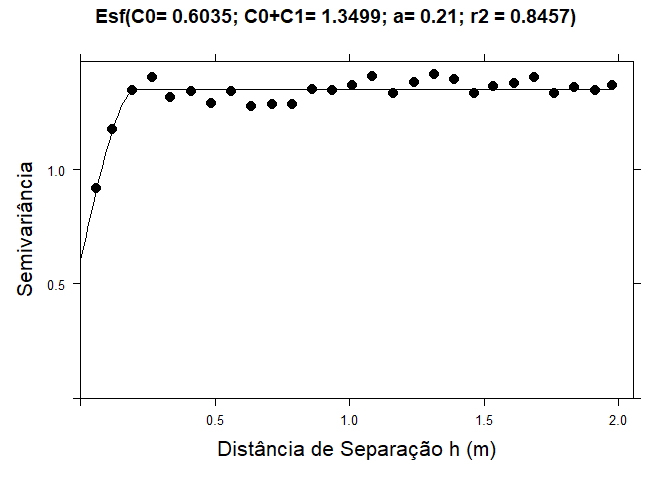 Esf(C0= 0.6035; C0+C1= 1.3499; a= 0.21; r2 = 0.8457)
Semivariância
1.0
0.5
0.5 1.0 1.5 2.0
Distância de Separação h (m)